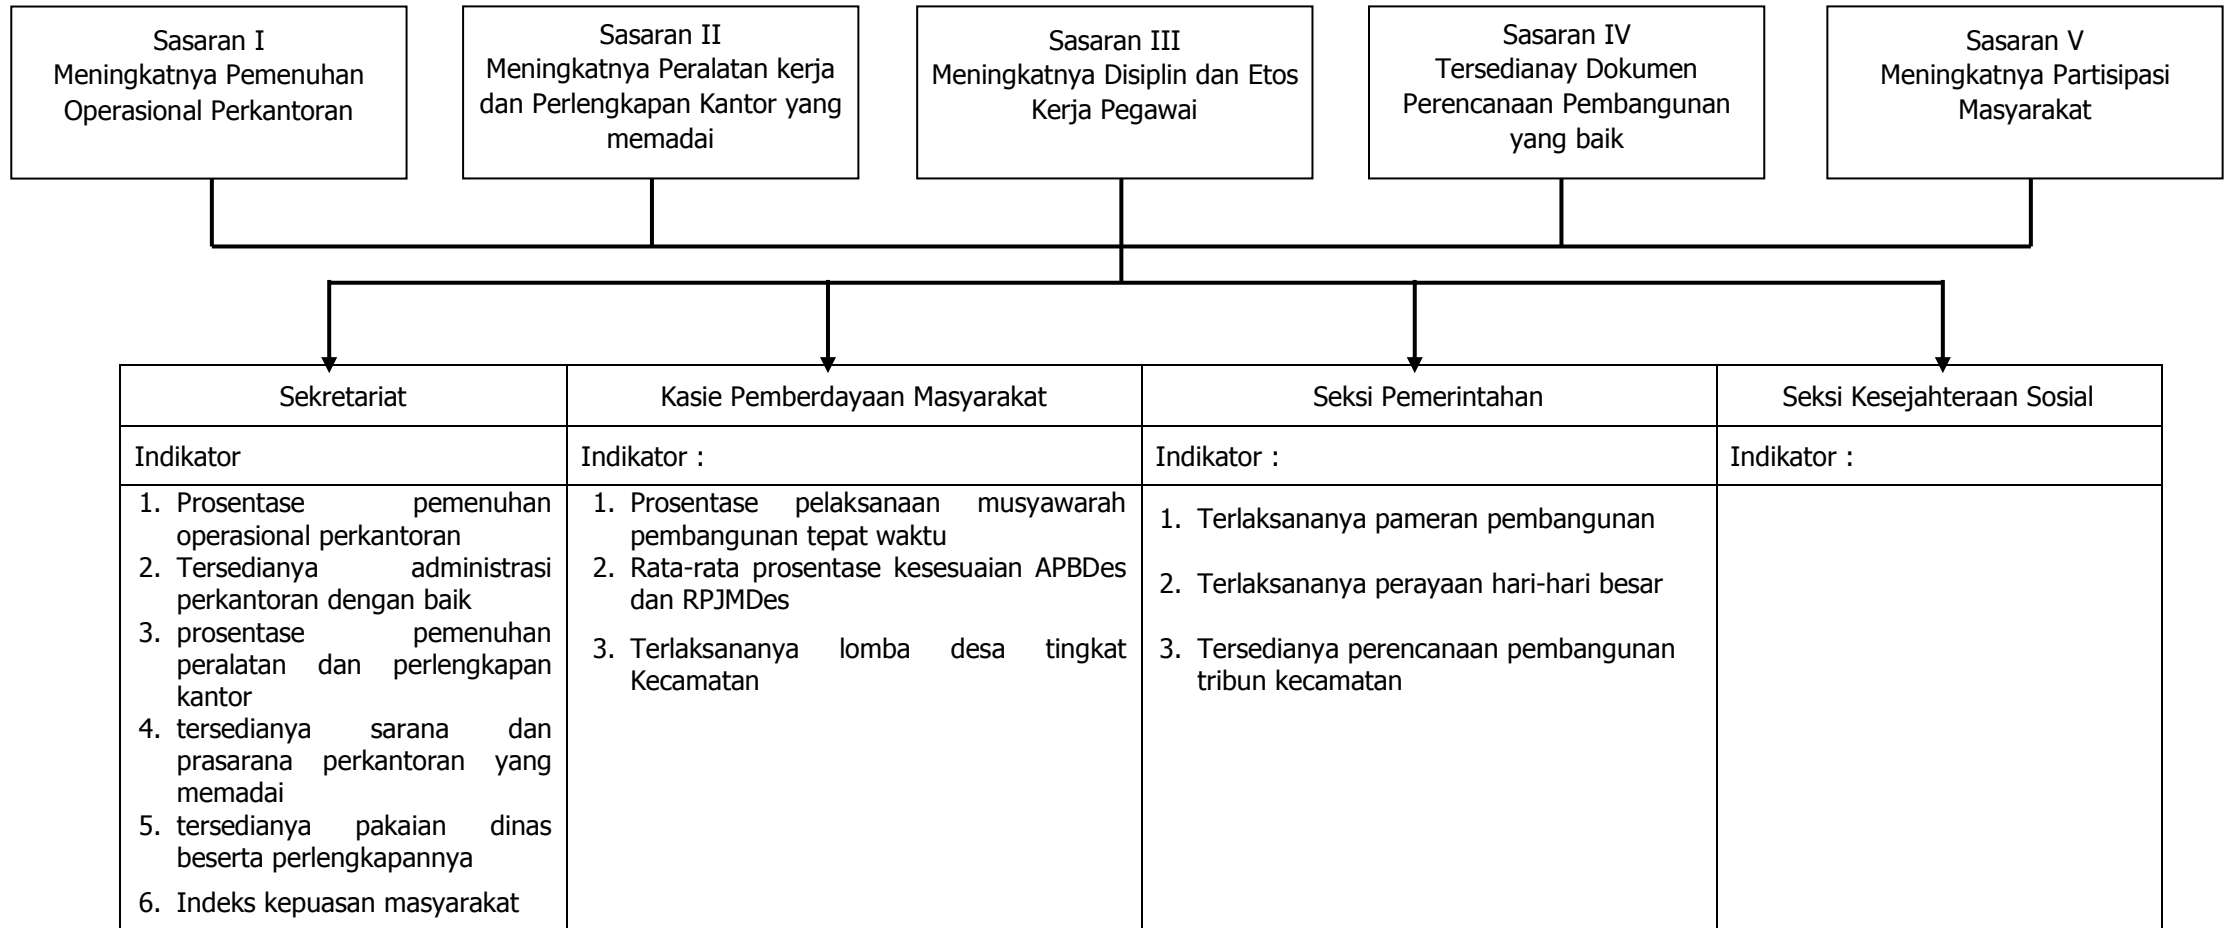 Sasaran I
Meningkatnya Pemenuhan
Operasional Perkantoran
Sasaran II
Meningkatnya Peralatan kerja
dan Perlengkapan Kantor yang
memadai
Sasaran III
Meningkatnya Disiplin dan Etos
Kerja Pegawai
Sasaran IV
Tersedianay Dokumen
Perencanaan Pembangunan
yang baik
Sasaran V
Meningkatnya Partisipasi
Masyarakat
Sekretariat
Kasie Pemberdayaan Masyarakat
Seksi Pemerintahan
Seksi Kesejahteraan Sosial
Indikator
Indikator :
Indikator :
Indikator :
1. Prosentase pemenuhan
operasional perkantoran
2. Tersedianya administrasi
perkantoran dengan baik
3. prosentase pemenuhan
peralatan dan perlengkapan
kantor
4. tersedianya sarana dan
prasarana perkantoran yang
memadai
5. tersedianya pakaian dinas
beserta perlengkapannya
6. Indeks kepuasan masyarakat
1. Prosentase pelaksanaan musyawarah
pembangunan tepat waktu
2. Rata-rata prosentase kesesuaian APBDes
dan RPJMDes
3. Terlaksananya lomba desa tingkat
Kecamatan
1. Terlaksananya pameran pembangunan
2. Terlaksananya perayaan hari-hari besar
3. Tersedianya perencanaan pembangunan
tribun kecamatan